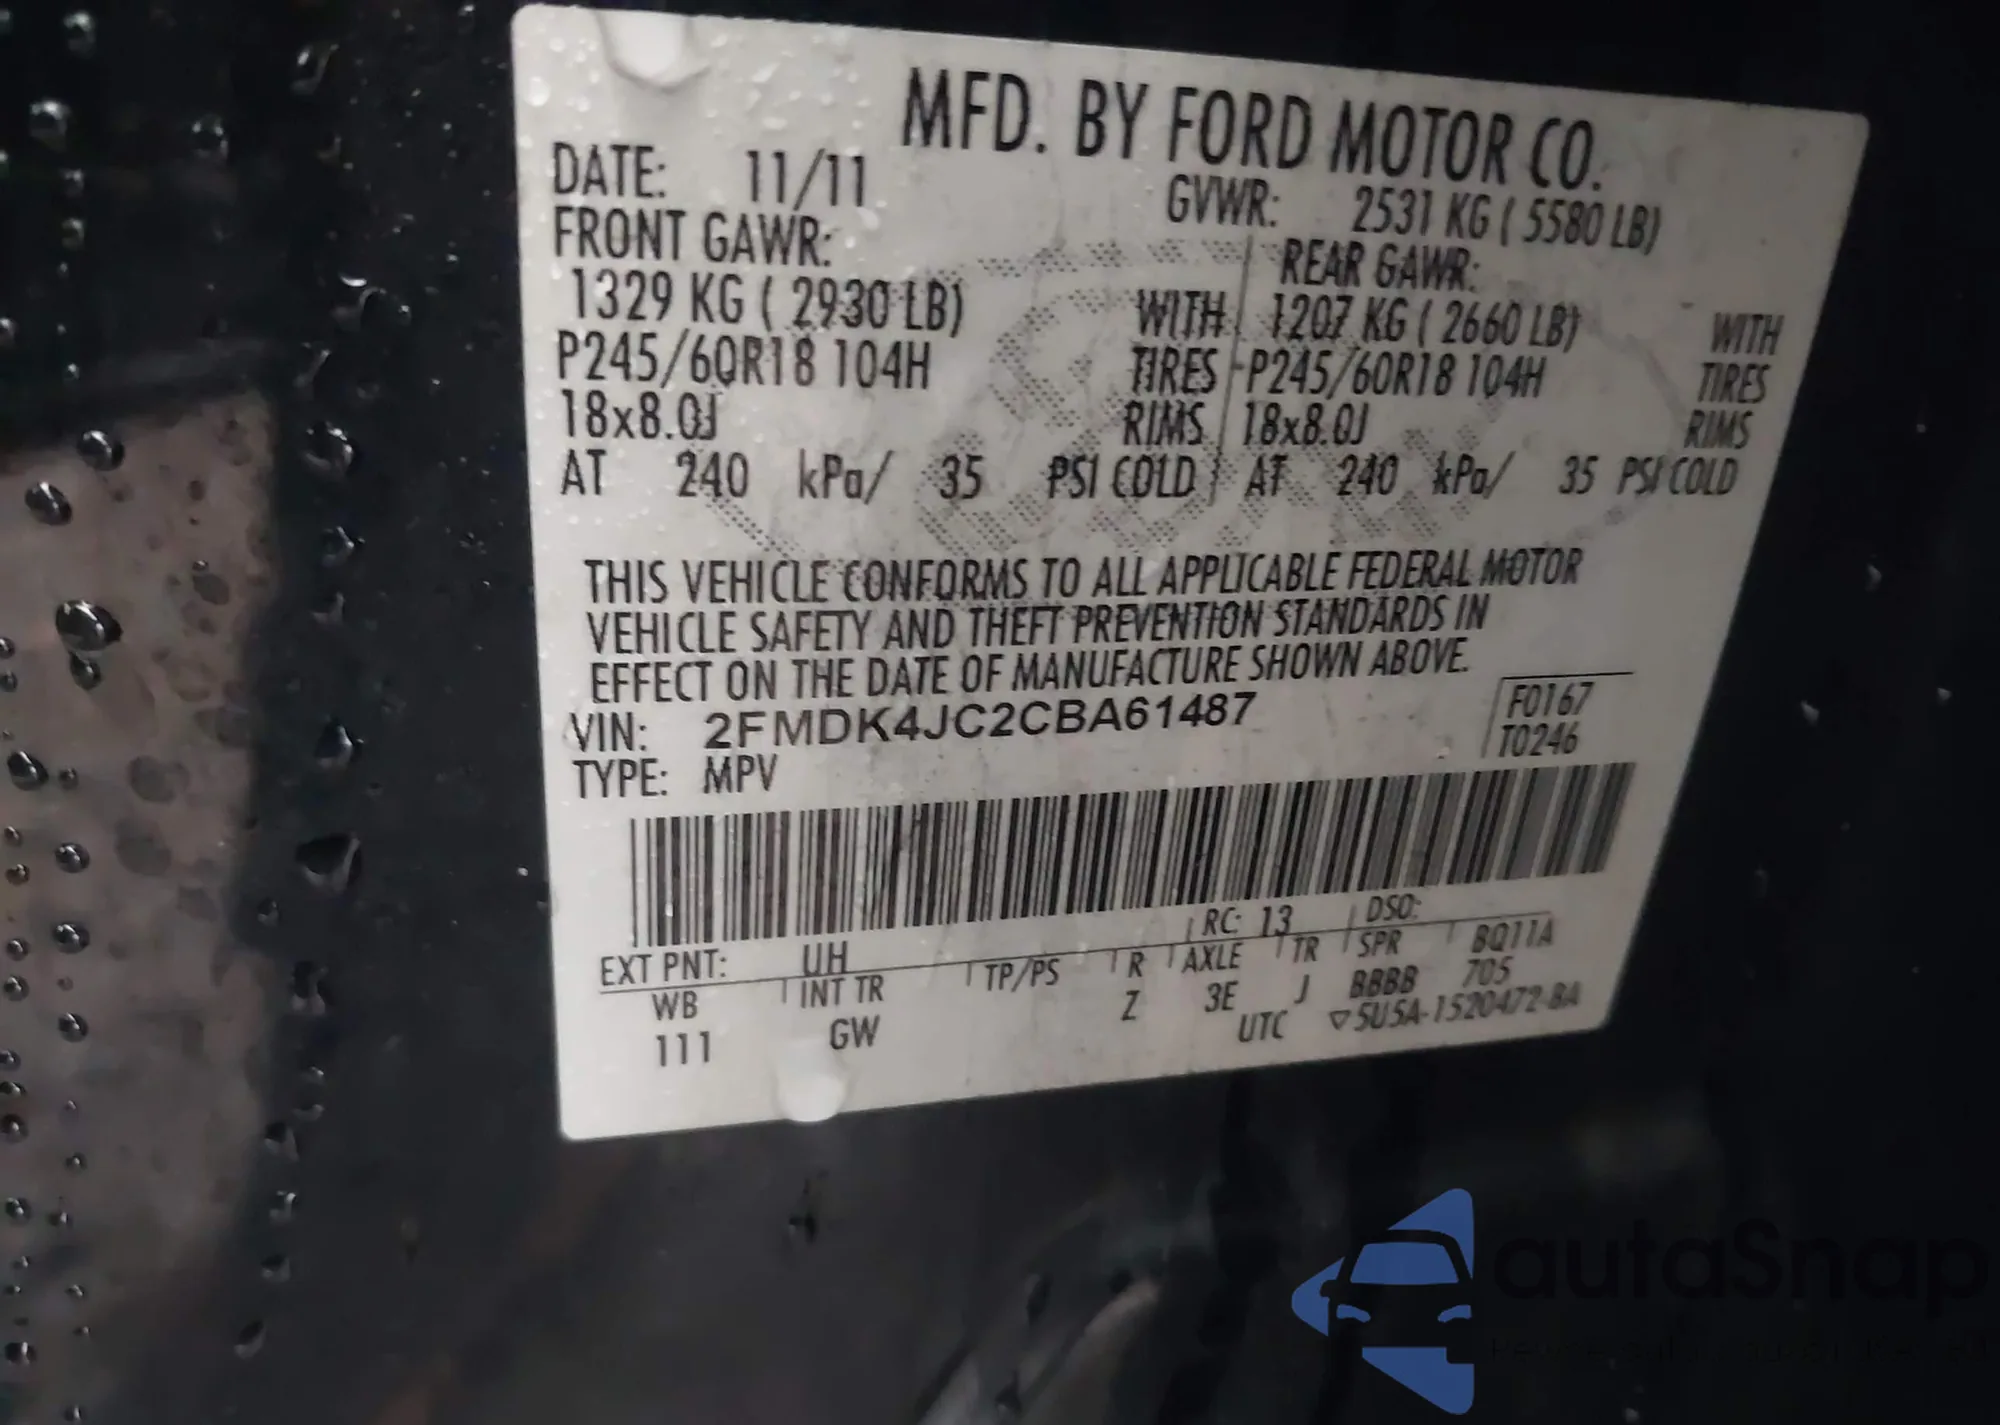 MFD. BY FORD MOTOR CO.
DATE: 11/11 GVWR: 2531 KG ( 5580 LB)
FRONT GAWR: REAR GAWR:
1329 KG ( 2930 LB) WITH 1207 KG ( 2660 LB) WITH
P245/60R18 104H TIRES P245/60R18 104H TIRES
18x8.0J RIMS 18x8.0J RIMS
AT 240 kPa/ 35 PSI COLD AT 240 kPa/ 35 PSI COLD
THIS VEHICLE CONFORMS TO ALL APPLICABLE FEDERAL MOTOR
VEHICLE SAFETY AND THEFT PREVENTION STANDARDS IN
EFFECT ON THE DATE OF MANUFACTURE SHOWN ABOVE.
VIN: 2FMDK4JC2CBA61487 F0167
TYPE: MPV T0246
EXT PNT: UH RC: 13 DSO:
WB INT TR TP/PS R AXLE TR SPR BQ11A
111 GW Z 3E J BBBB 705
UTC ▽5U5A-1520472-BA
autaSnap